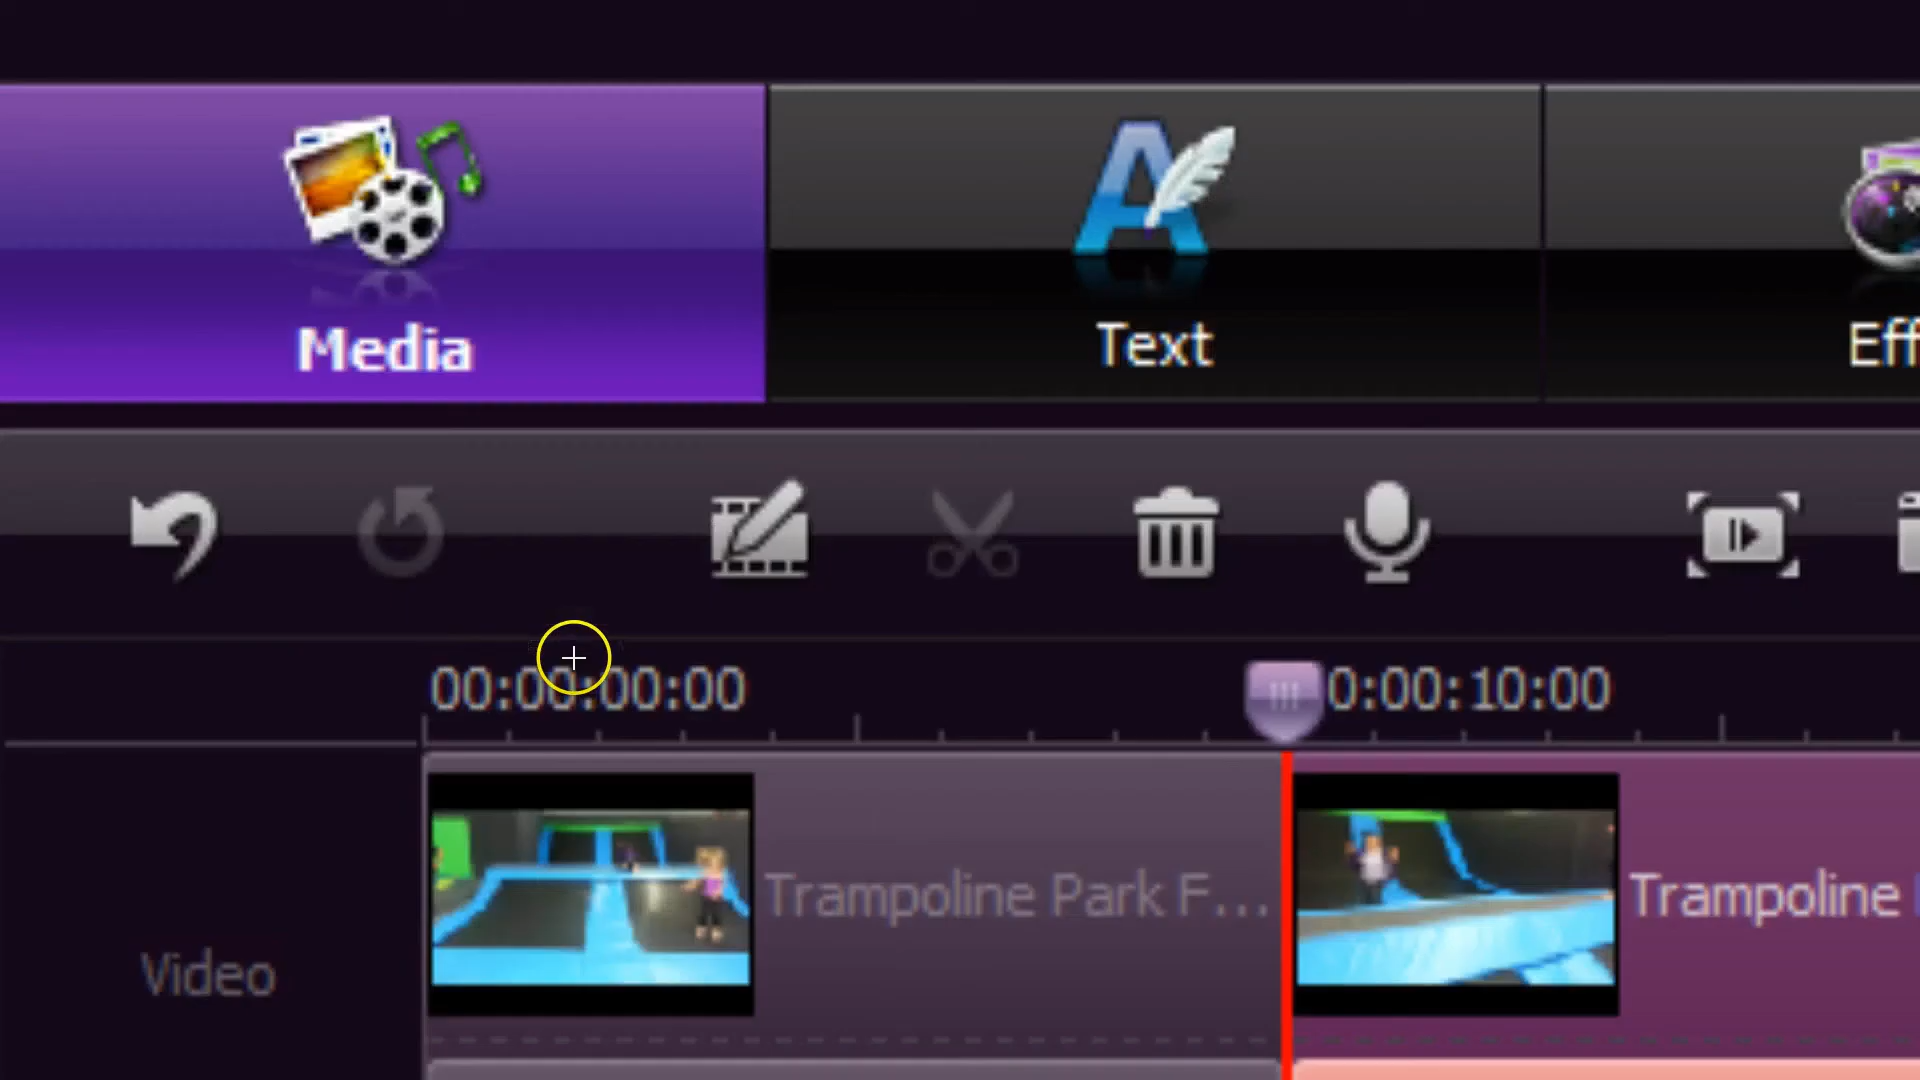 Media
Text
Eff
00:00:00:00
0:00:10:00
Trampoline Park F...
Trampoline
Video